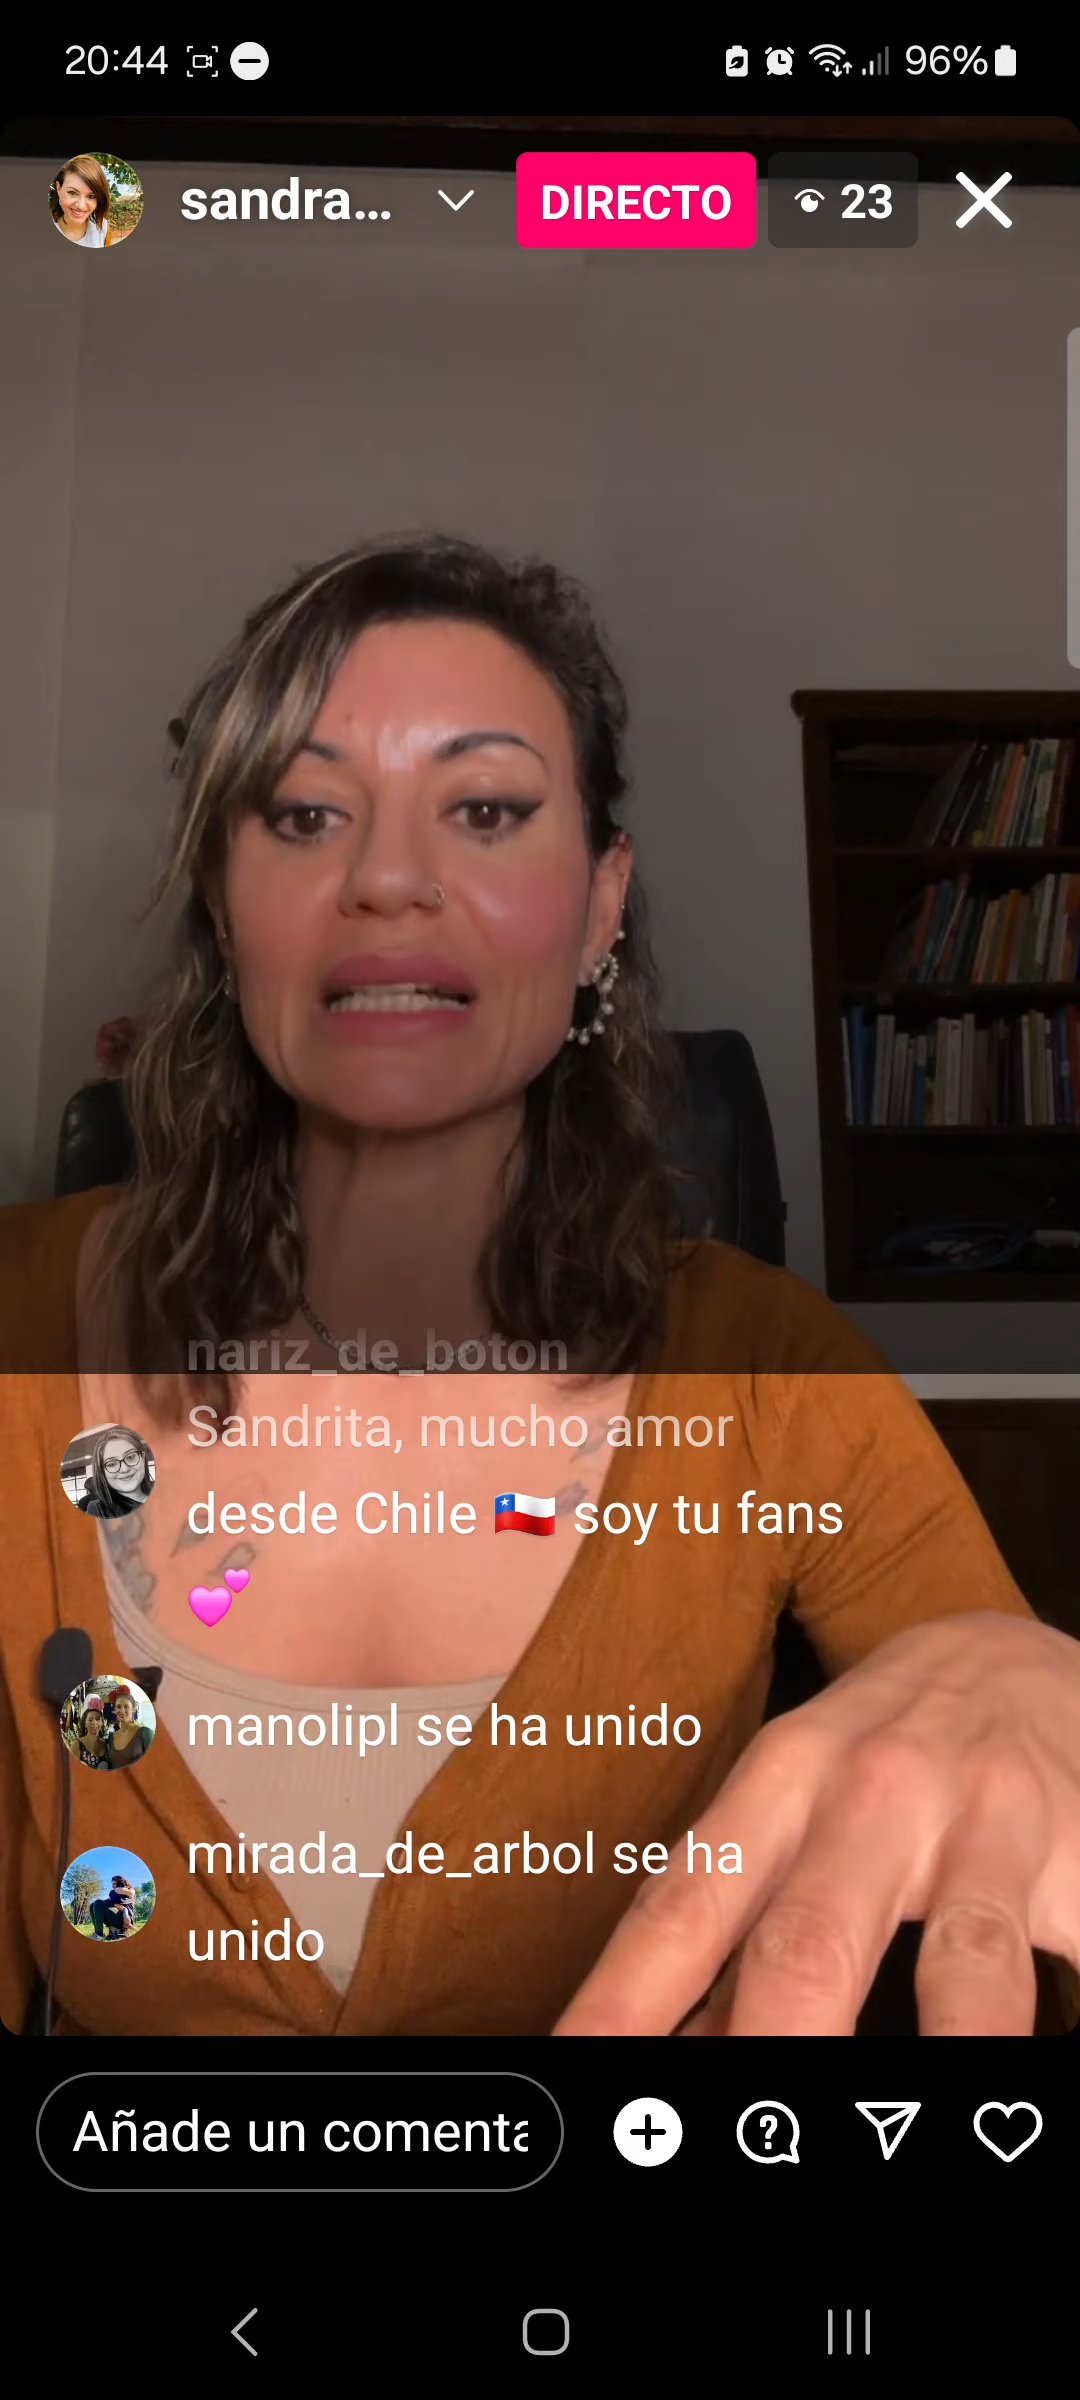 20:44
96%
sandra...
DIRECTO
23
nariz_de_boton
Sandrita, mucho amor
desde Chile 🇨🇱 soy tu fans
💕
manolipl se ha unido
mirada_de_arbol se ha
unido
Añade un comenta